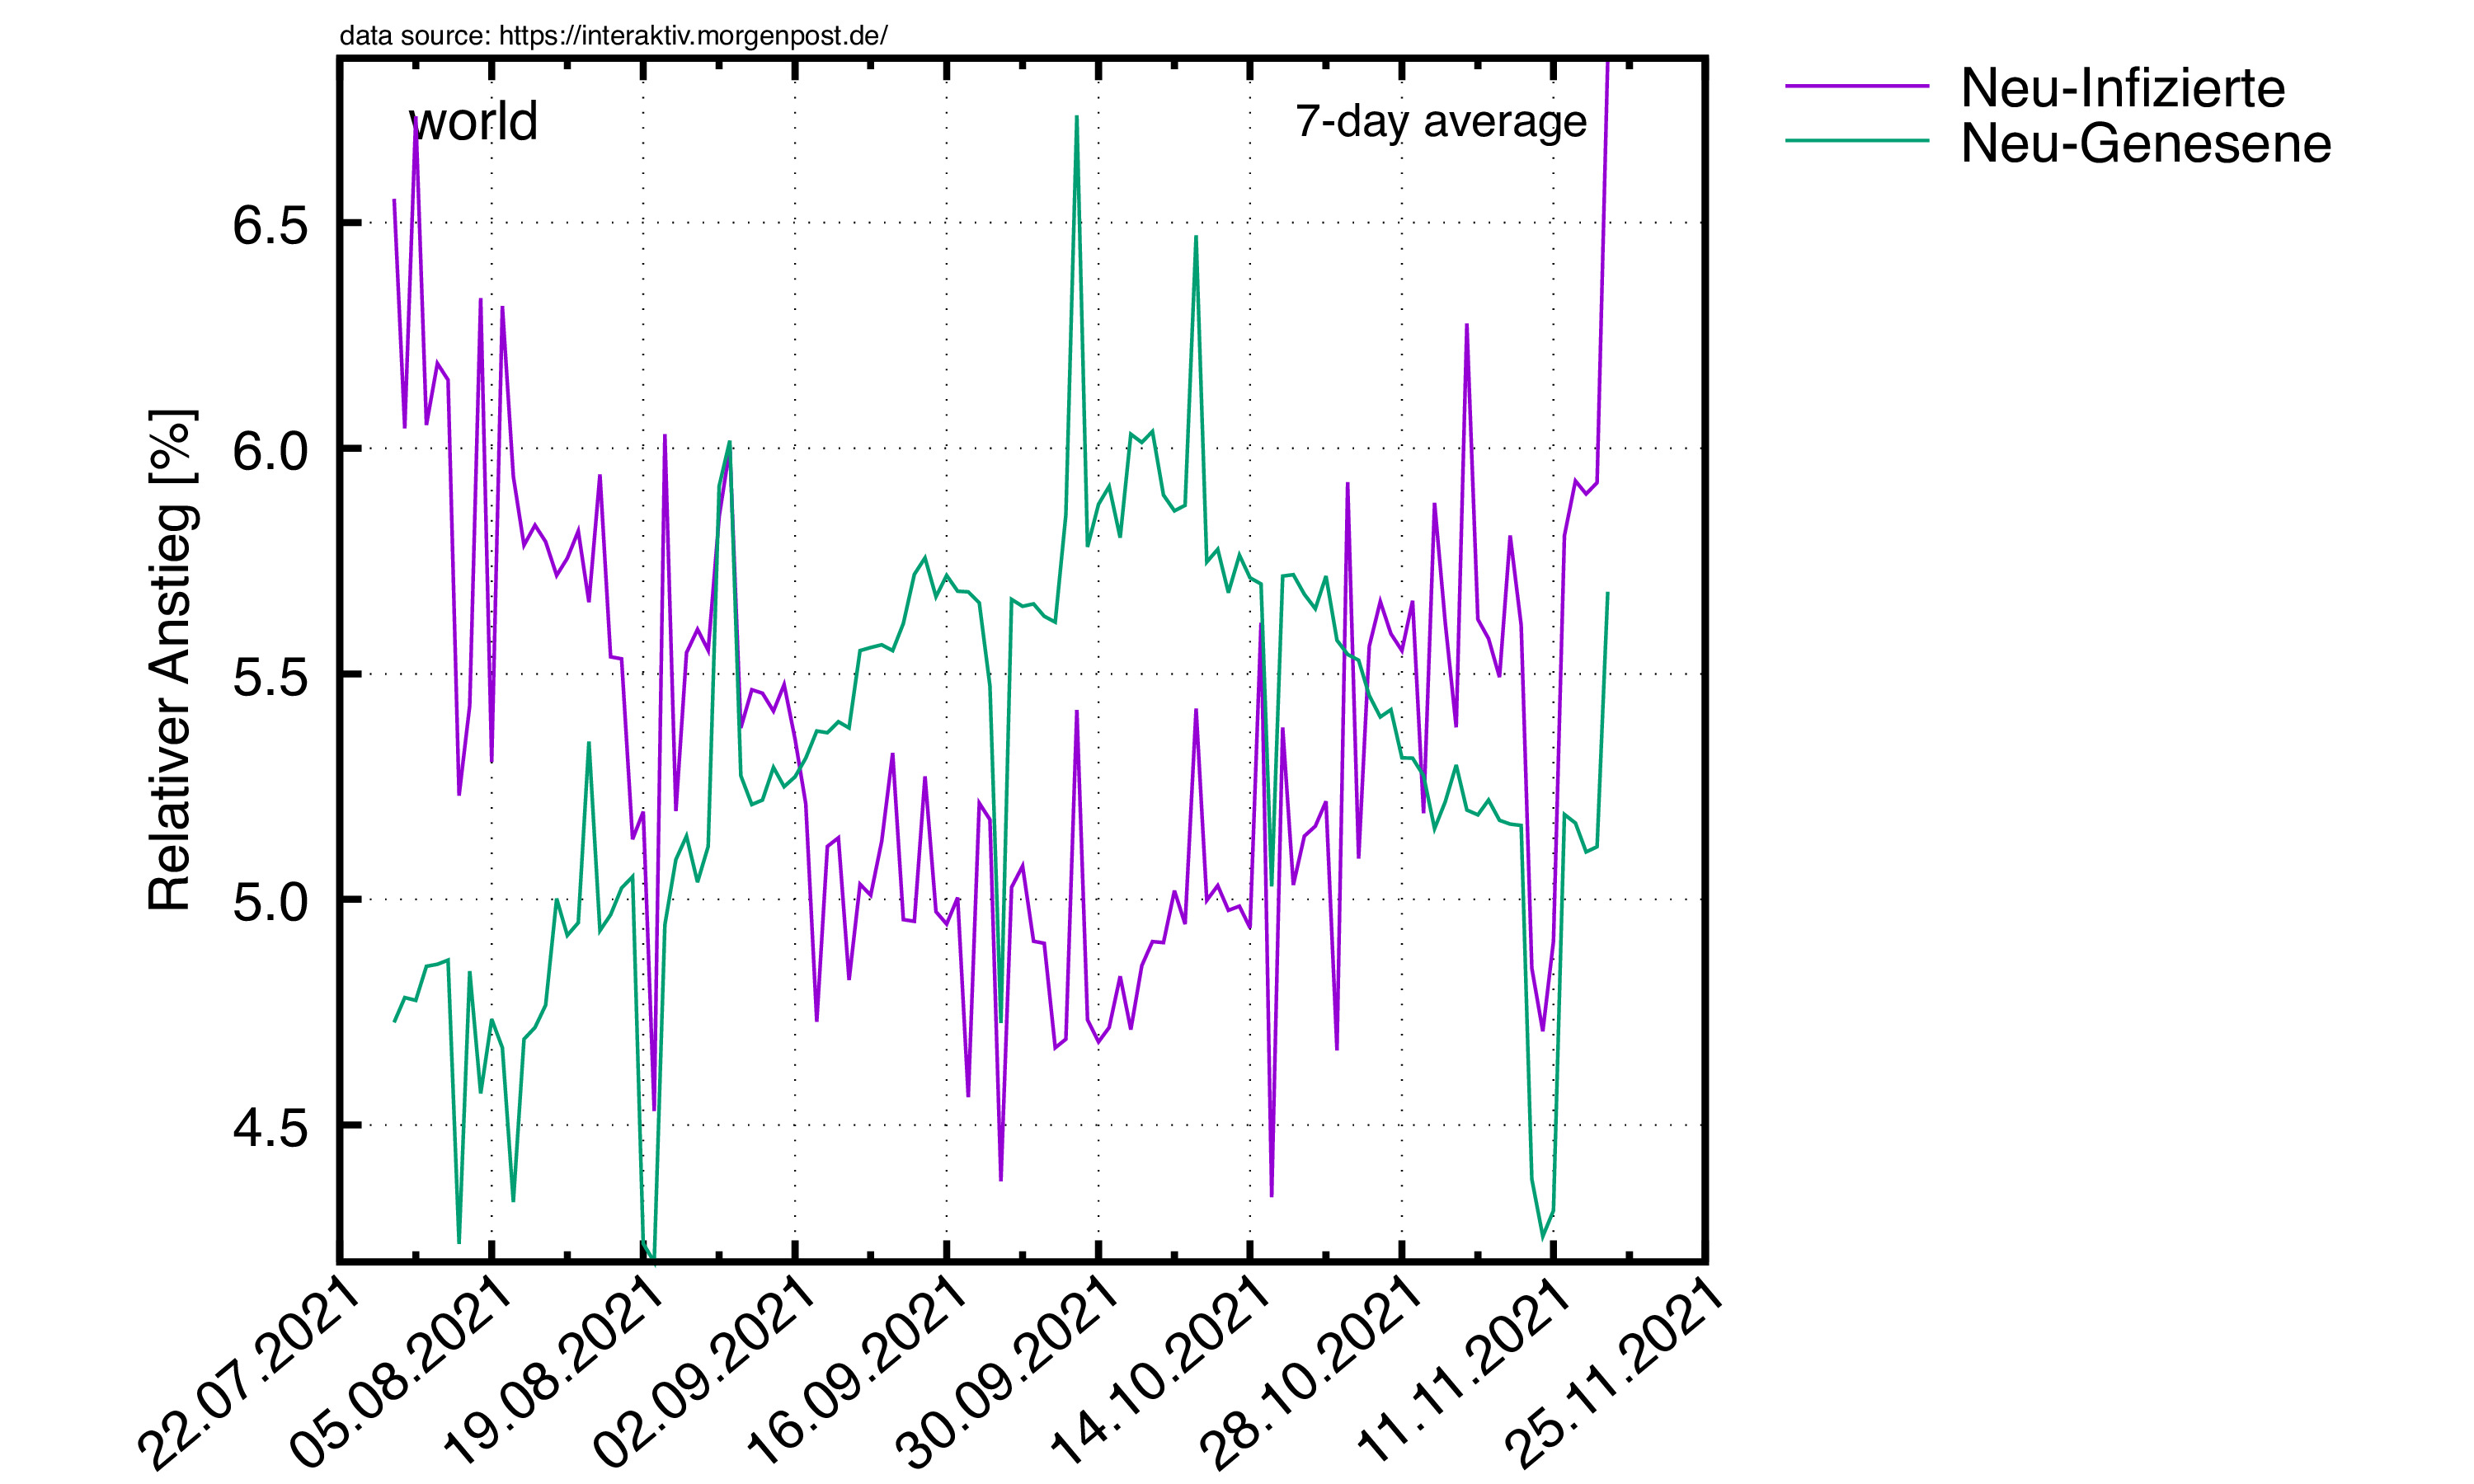 data source: https://interaktiv.morgenpost.de/
world
7-day average
Neu-Infizierte
Neu-Genesene
Relativer Anstieg [%]
6.5
6.0
5.5
5.0
4.5
22.07.2021
05.08.2021
19.08.2021
02.09.2021
16.09.2021
30.09.2021
14.10.2021
28.10.2021
11.11.2021
25.11.2021